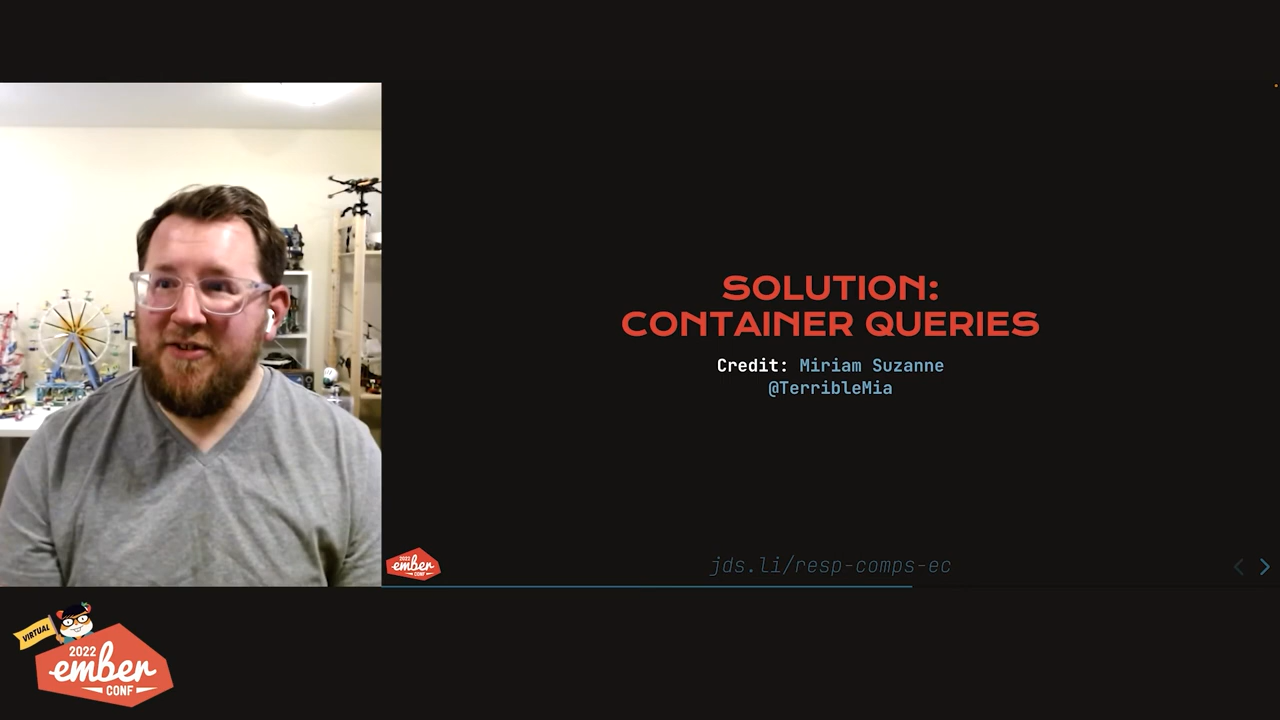 SOLUTION:
CONTAINER QUERIES
Credit: Miriam Suzanne
@TerribleMia
2022
ember
CONF
jds.li/resp-comps-ec
VIRTUAL
2022
ember
CONF